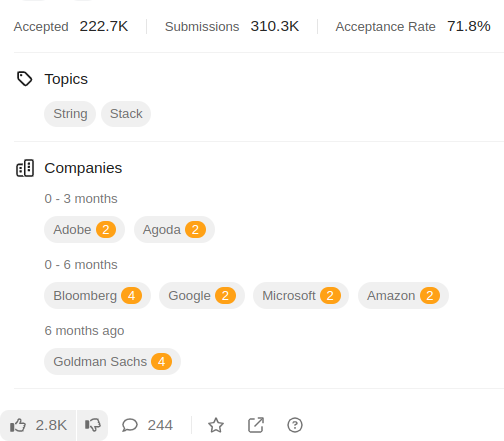 Accepted 222.7K Submissions 310.3K Acceptance Rate 71.8%
Topics
String Stack
Companies
0 - 3 months
Adobe 2 Agoda 2
0 - 6 months
Bloomberg 4 Google 2 Microsoft 2 Amazon 2
6 months ago
Goldman Sachs 4
2.8K 244